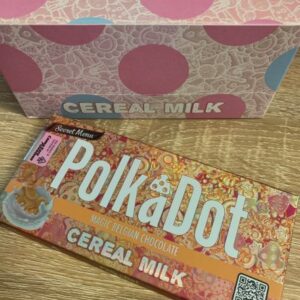 CEREAL MILK
Secret Menu
PolkaDot
MAGIC BELGIAN CHOCOLATE
CEREAL MILK